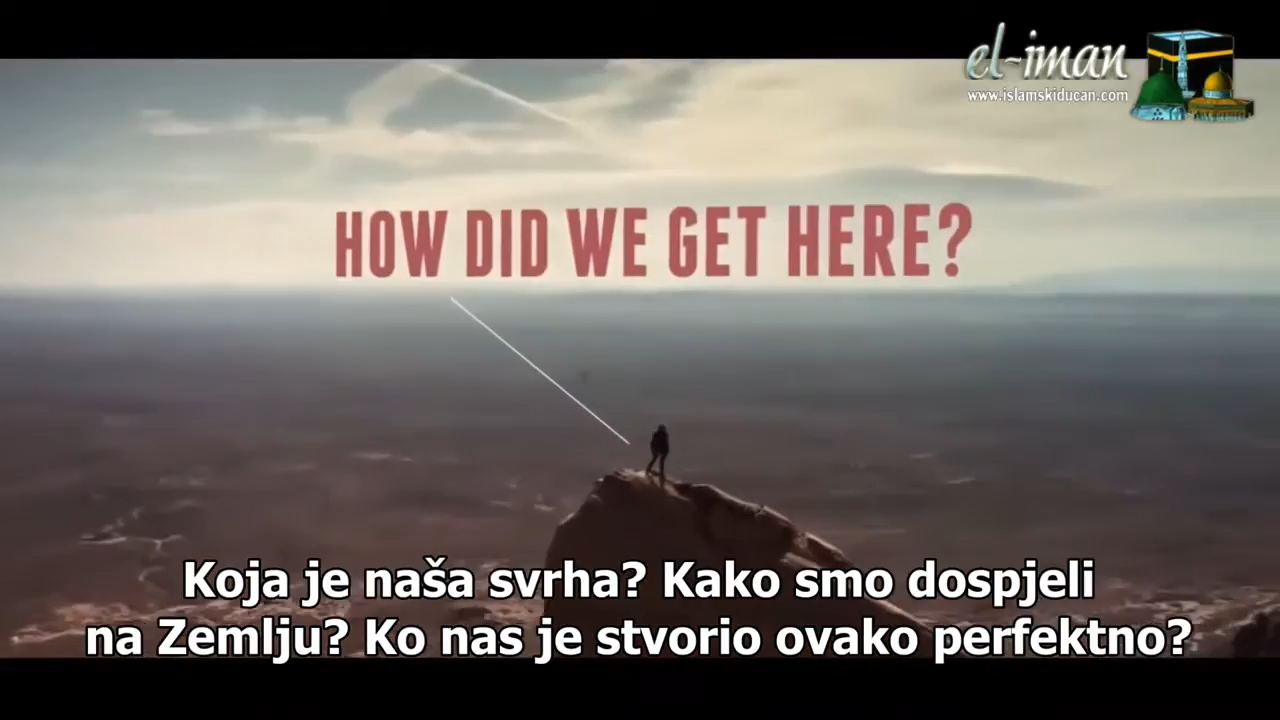 el-iman
www.islamskiducan.com
HOW DID WE GET HERE?
Koja je naša svrha? Kako smo dospjeli
na Zemlju? Ko nas je stvorio ovako perfektno?